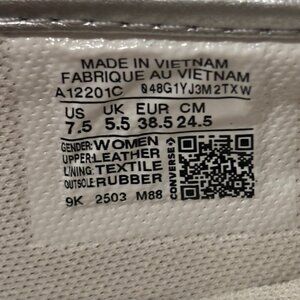 MADE IN VIETNAM
FABRIQUE AU VIETNAM
A12201C 048G1YJ3M2TXW
US UK EUR CM
7.5 5.5 38.5 24.5
GENDER: WOMEN
UPPER: LEATHER
LINING: TEXTILE
OUTSOLE: RUBBER
9K 2503 M88
CONVERSE